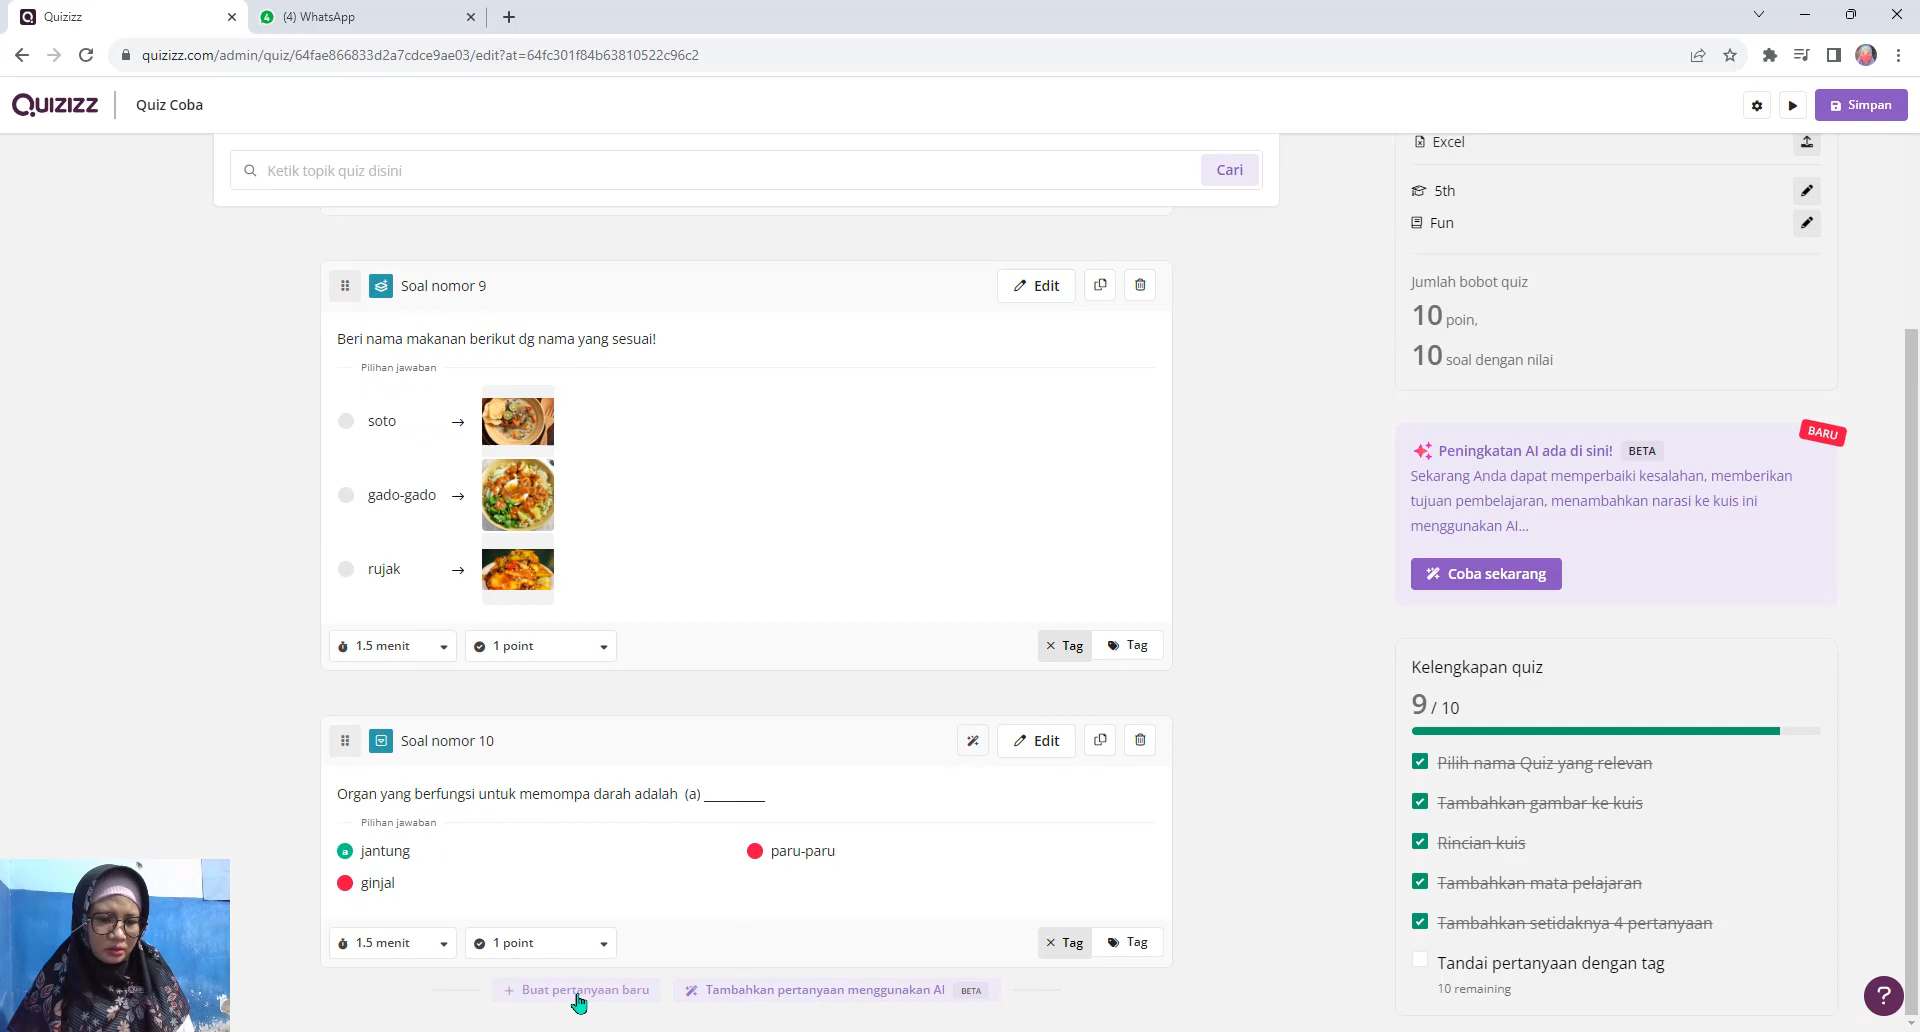 Quizizz
(4) WhatsApp
quizizz.com/admin/quiz/64fae866833d2a7cdce9ae03/edit?at=64fc301f84b63810522c96c2
QUIZIZZ
Quiz Coba
Simpan
Ketik topik quiz disini
Cari
Excel
5th
Fun
Jumlah bobot quiz
10 poin,
10 soal dengan nilai
Soal nomor 9
Edit
Beri nama makanan berikut dg nama yang sesuai!
Pilihan jawaban
soto →
gado-gado →
rujak →
1.5 menit
1 point
Tag
Tag
BARU
Peningkatan AI ada di sini! BETA
Sekarang Anda dapat memperbaiki kesalahan, memberikan
tujuan pembelajaran, menambahkan narasi ke kuis ini
menggunakan AI...
Coba sekarang
Soal nomor 10
Edit
Organ yang berfungsi untuk memompa darah adalah (a) __________
Pilihan jawaban
a jantung
paru-paru
ginjal
1.5 menit
1 point
Tag
Tag
+ Buat pertanyaan baru
Tambahkan pertanyaan menggunakan AI BETA
Kelengkapan quiz
9 / 10
Pilih nama Quiz yang relevan
Tambahkan gambar ke kuis
Rincian kuis
Tambahkan mata pelajaran
Tambahkan setidaknya 4 pertanyaan
Tandai pertanyaan dengan tag
10 remaining
?